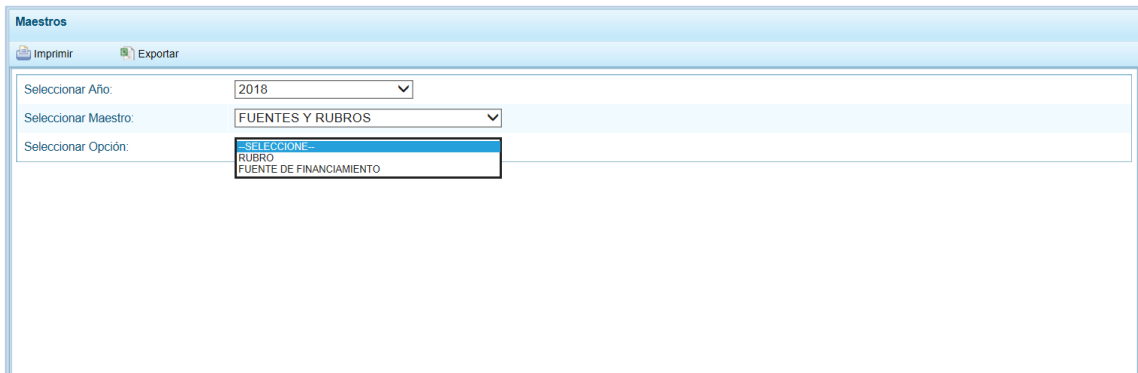 Maestros
Imprimir Exportar
Seleccionar Año: 2018
Seleccionar Maestro: FUENTES Y RUBROS
Seleccionar Opción: --SELECCIONE--
RUBRO
FUENTE DE FINANCIAMIENTO